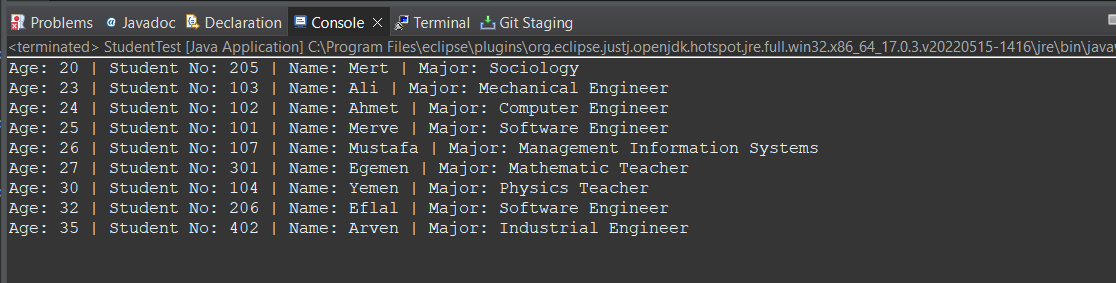 Problems Javadoc Declaration Console Terminal Git Staging
<terminated> StudentTest [Java Application] C:\Program Files\eclipse\plugins\org.eclipse.justj.openjdk.hotspot.jre.full.win32.x86_64_17.0.3.v20220515-1416\jre\bin\javaw
Age: 20 | Student No: 205 | Name: Mert | Major: Sociology
Age: 23 | Student No: 103 | Name: Ali | Major: Mechanical Engineer
Age: 24 | Student No: 102 | Name: Ahmet | Major: Computer Engineer
Age: 25 | Student No: 101 | Name: Merve | Major: Software Engineer
Age: 26 | Student No: 107 | Name: Mustafa | Major: Management Information Systems
Age: 27 | Student No: 301 | Name: Egemen | Major: Mathematic Teacher
Age: 30 | Student No: 104 | Name: Yemen | Major: Physics Teacher
Age: 32 | Student No: 206 | Name: Eflal | Major: Software Engineer
Age: 35 | Student No: 402 | Name: Arven | Major: Industrial Engineer